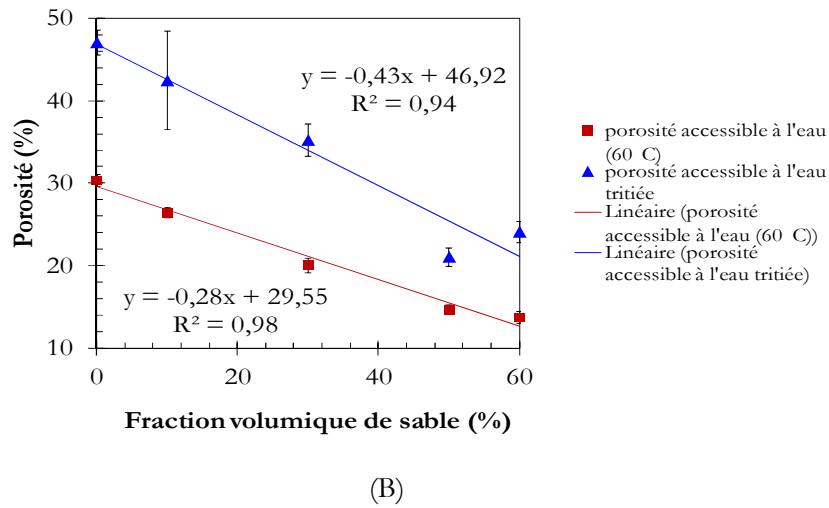 50
40
30
20
10
0
20
40
60
Porosité (%)
Fraction volumique de sable (%)
y = -0,43x + 46,92
R² = 0,94
y = -0,28x + 29,55
R² = 0,98
porosité accessible à l'eau
(60 C)
porosité accessible à l'eau
tritiée
Linéaire (porosité
accessible à l'eau (60 C))
Linéaire (porosité
accessible à l'eau tritiée)
(B)